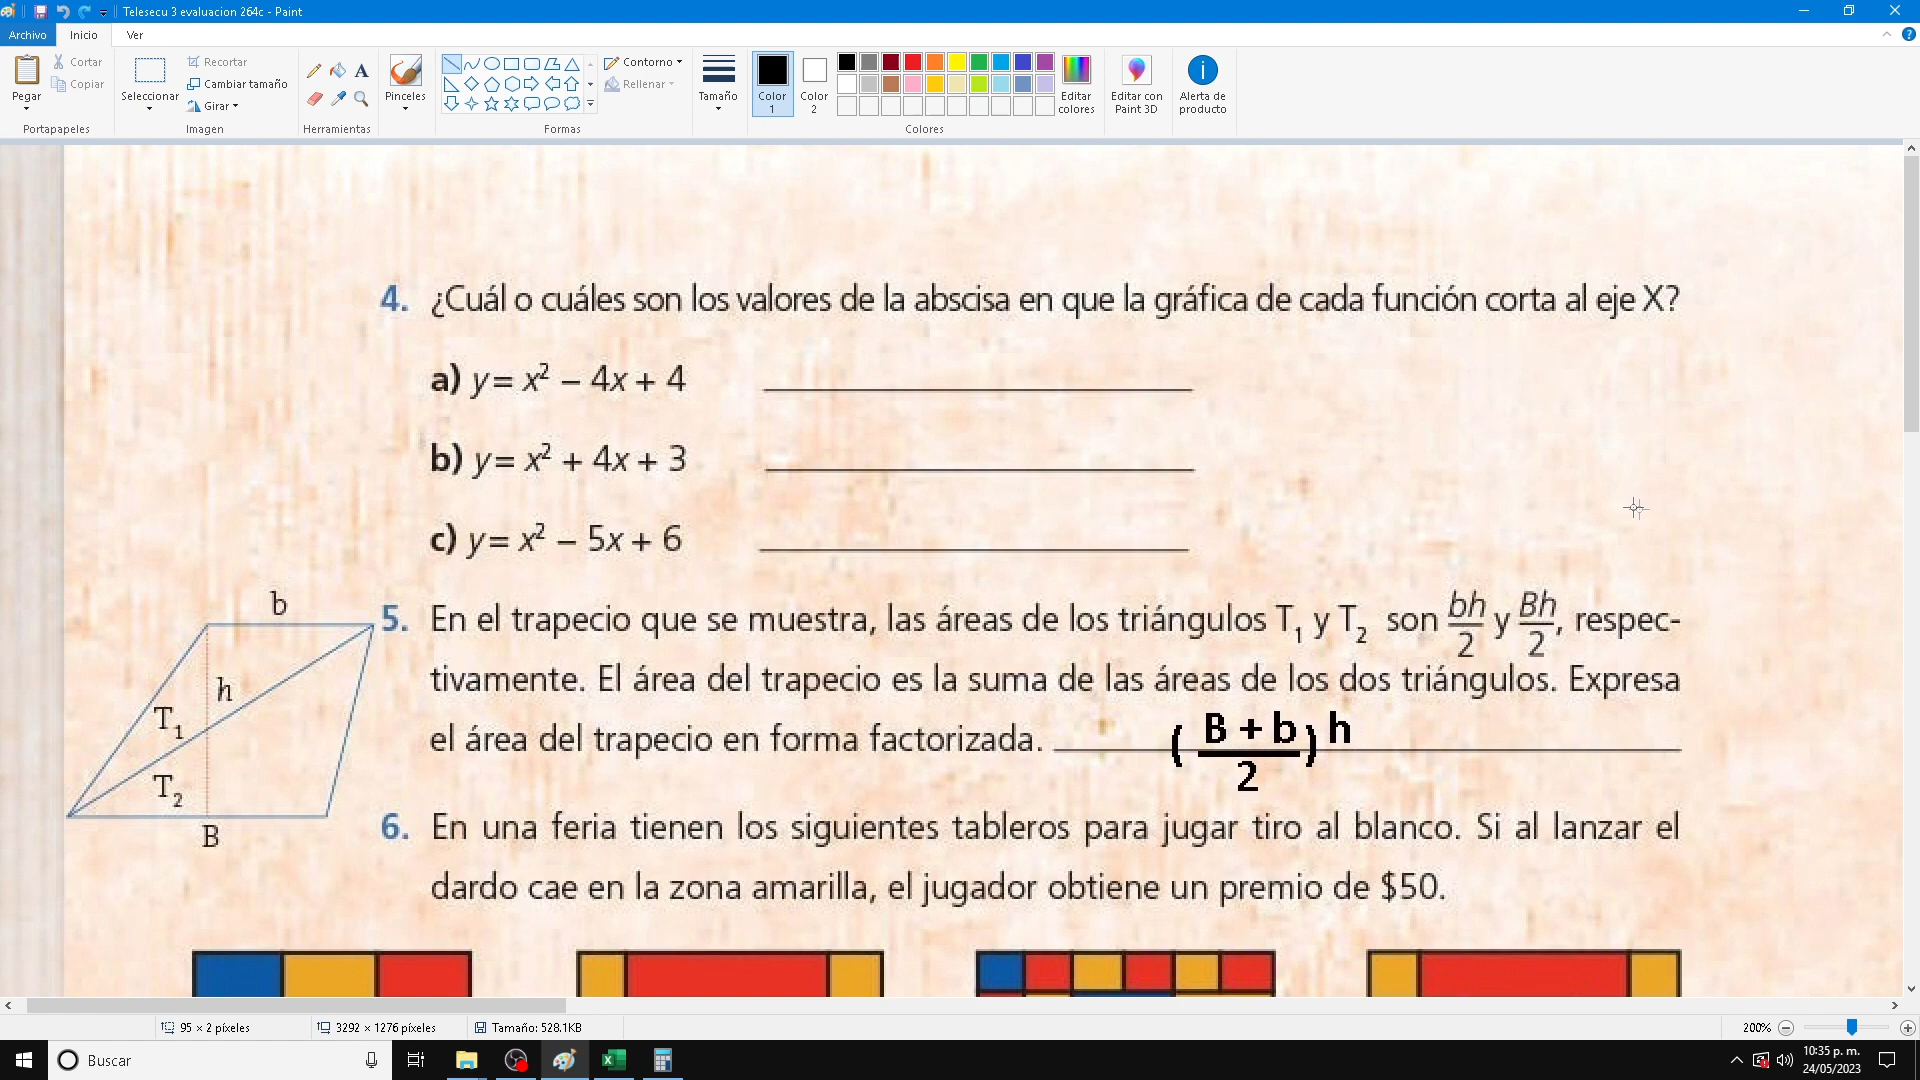 Telesecu 3 evaluacion 264c - Paint
Archivo Inicio Ver
Pegar
Cortar
Copiar
Portapapeles
Seleccionar
Recortar
Cambiar tamaño
Girar
Imagen
Herramientas
Pinceles
Formas
Contorno
Rellenar
Tamaño
Color 1
Color 2
Colores
Editar colores
Editar con Paint 3D
Alerta de producto
4. ¿Cuál o cuáles son los valores de la abscisa en que la gráfica de cada función corta al eje X?
a) y= x² – 4x + 4
b) y= x² + 4x + 3
c) y= x² – 5x + 6
b
h
T₁
T₂
B
5. En el trapecio que se muestra, las áreas de los triángulos T₁ y T₂ son bh/2 y Bh/2, respec-
tivamente. El área del trapecio es la suma de las áreas de los dos triángulos. Expresa
el área del trapecio en forma factorizada. (B + b/2) h
6. En una feria tienen los siguientes tableros para jugar tiro al blanco. Si al lanzar el
dardo cae en la zona amarilla, el jugador obtiene un premio de $50.
95 × 2 píxeles 3292 × 1276 píxeles Tamaño: 528.1KB 200%
Buscar
10:35 p. m.
24/05/2023